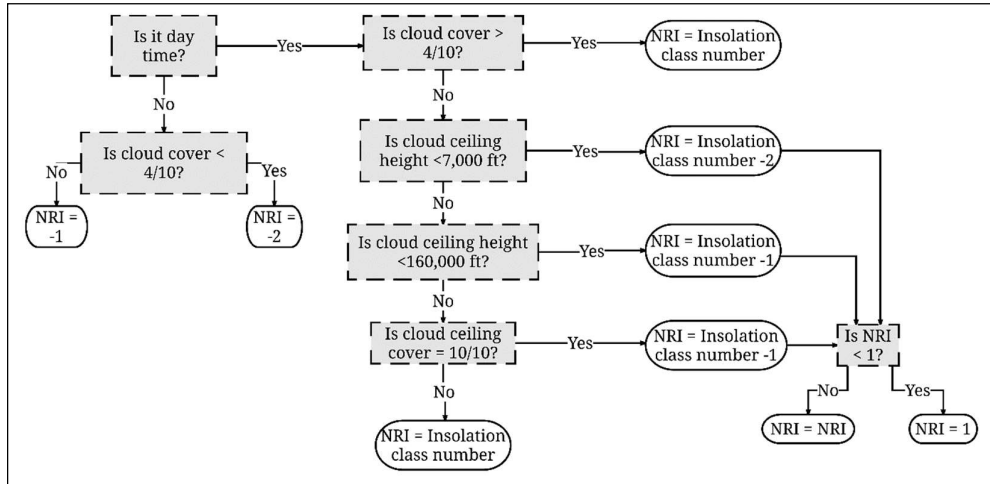 Is it day
time?
Yes
Is cloud cover >
4/10?
Yes
NRI = Insolation
class number
No
No
Is cloud cover <
4/10?
No
Yes
NRI =
-1
NRI =
-2
Is cloud ceiling
height <7,000 ft?
Yes
NRI = Insolation
class number -2
No
Is cloud ceiling height
<160,000 ft?
Yes
NRI = Insolation
class number -1
No
Is cloud ceiling
cover = 10/10?
Yes
NRI = Insolation
class number -1
Is NRI
< 1?
No
Yes
NRI = NRI
NRI = 1
No
NRI = Insolation
class number